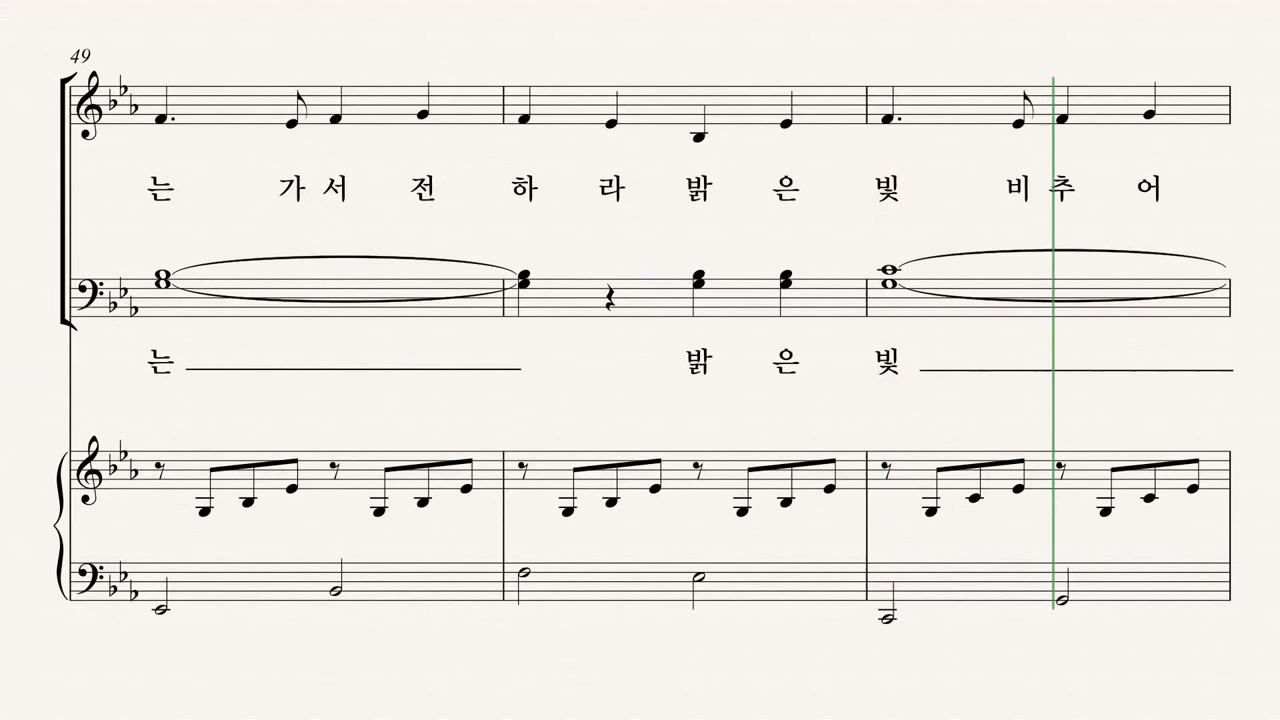 49
는 가 서 전 하 라 밝 은 빛 비 추 어
는 밝 은 빛